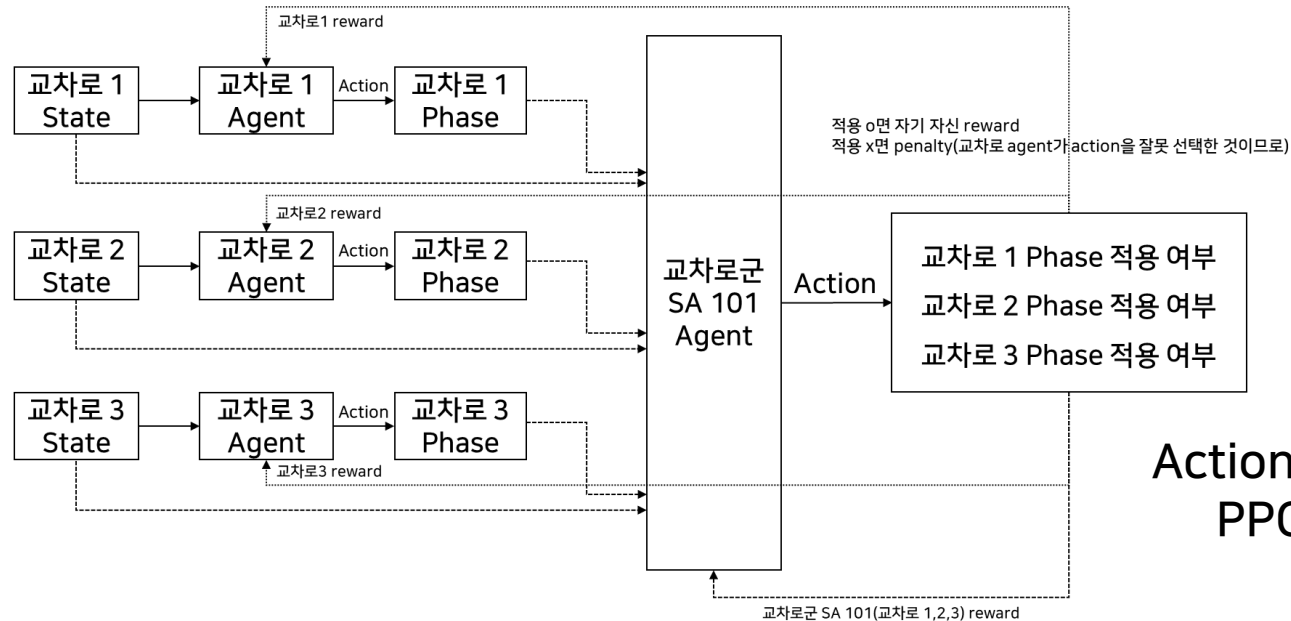 교차로1 reward
교차로 1
State
교차로 1
Agent
Action
교차로 1
Phase
적용 o면 자기 자신 reward
적용 x면 penalty(교차로 agent가 action을 잘못 선택한 것이므로)
교차로2 reward
교차로 2
State
교차로 2
Agent
Action
교차로 2
Phase
교차로군
SA 101
Agent
Action
교차로 1 Phase 적용 여부
교차로 2 Phase 적용 여부
교차로 3 Phase 적용 여부
교차로 3
State
교차로 3
Agent
Action
교차로 3
Phase
교차로3 reward
Action
교차로군 SA 101(교차로 1,2,3) reward